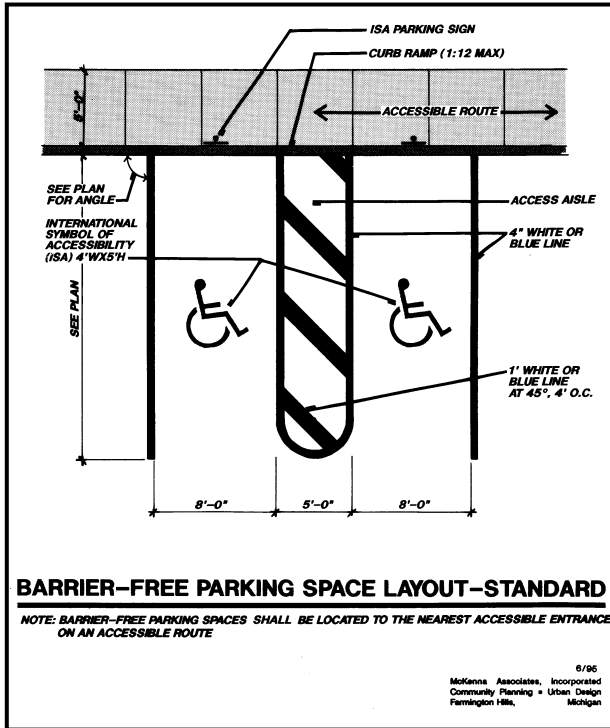 ISA PARKING SIGN
CURB RAMP (1:12 MAX)
ACCESSIBLE ROUTE
5'-0"
SEE PLAN
FOR ANGLE
ACCESS AISLE
INTERNATIONAL
SYMBOL OF
ACCESSIBILITY
(ISA) 4'WX5'H
4" WHITE OR
BLUE LINE
SEE PLAN
1' WHITE OR
BLUE LINE
AT 45°, 4' O.C.
8'-0" 5'-0" 8'-0"
BARRIER-FREE PARKING SPACE LAYOUT-STANDARD
NOTE: BARRIER-FREE PARKING SPACES SHALL BE LOCATED TO THE NEAREST ACCESSIBLE ENTRANCE
ON AN ACCESSIBLE ROUTE
6/95
McKenna Associates, Incorporated
Community Planning • Urban Design
Farmington Hills, Michigan